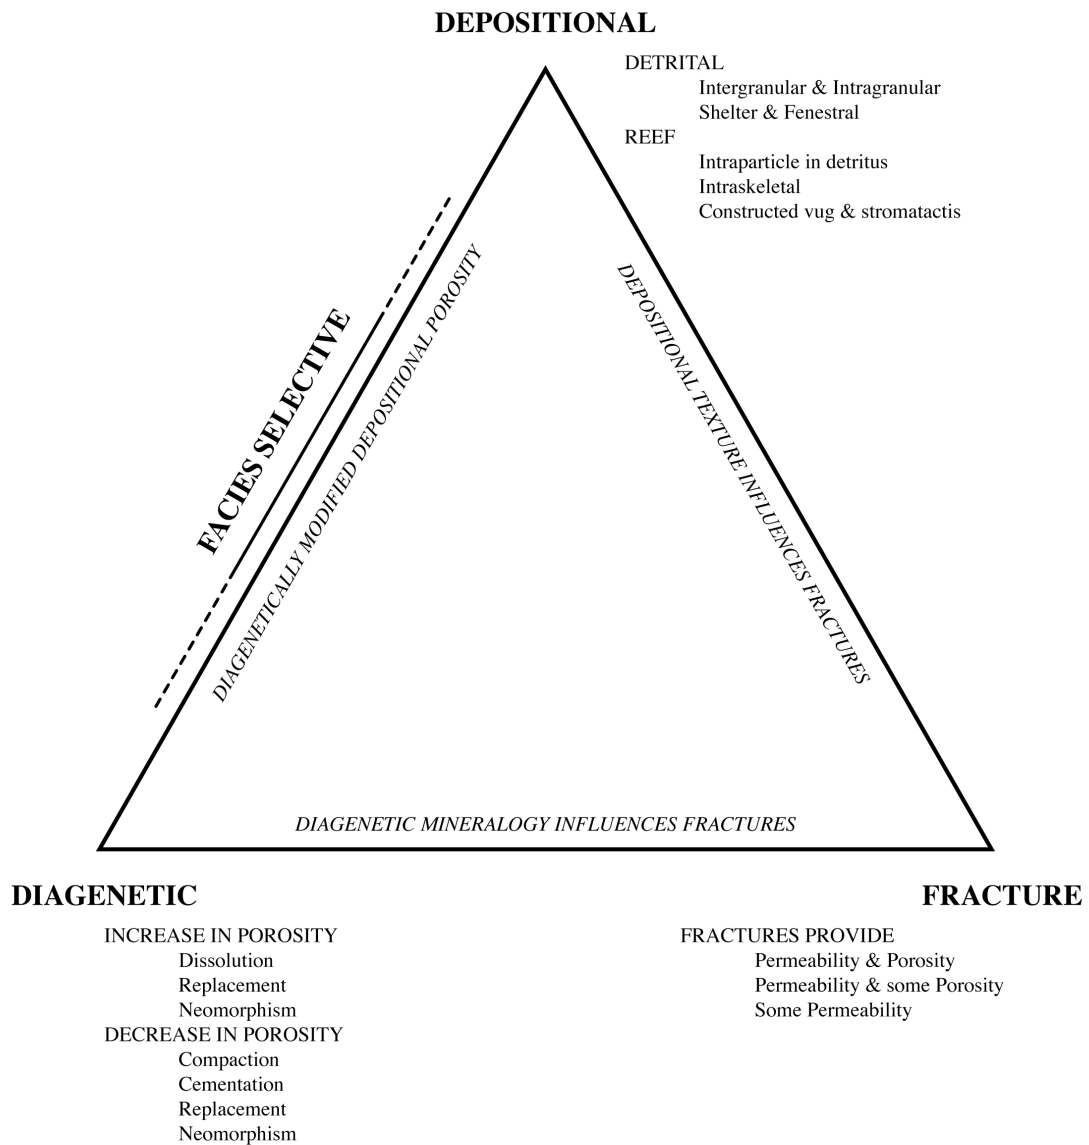 DEPOSITIONAL
DETRITAL
Intergranular & Intragranular
Shelter & Fenestral
REEF
Intraparticle in detritus
Intraskeletal
Constructed vug & stromatactis
FACIES SELECTIVE
DIAGENETICALLY MODIFIED DEPOSITIONAL POROSITY
DEPOSITIONAL TEXTURE INFLUENCES FRACTURES
DIAGENETIC MINERALOGY INFLUENCES FRACTURES
DIAGENETIC
INCREASE IN POROSITY
Dissolution
Replacement
Neomorphism
DECREASE IN POROSITY
Compaction
Cementation
Replacement
Neomorphism
FRACTURE
FRACTURES PROVIDE
Permeability & Porosity
Permeability & some Porosity
Some Permeability